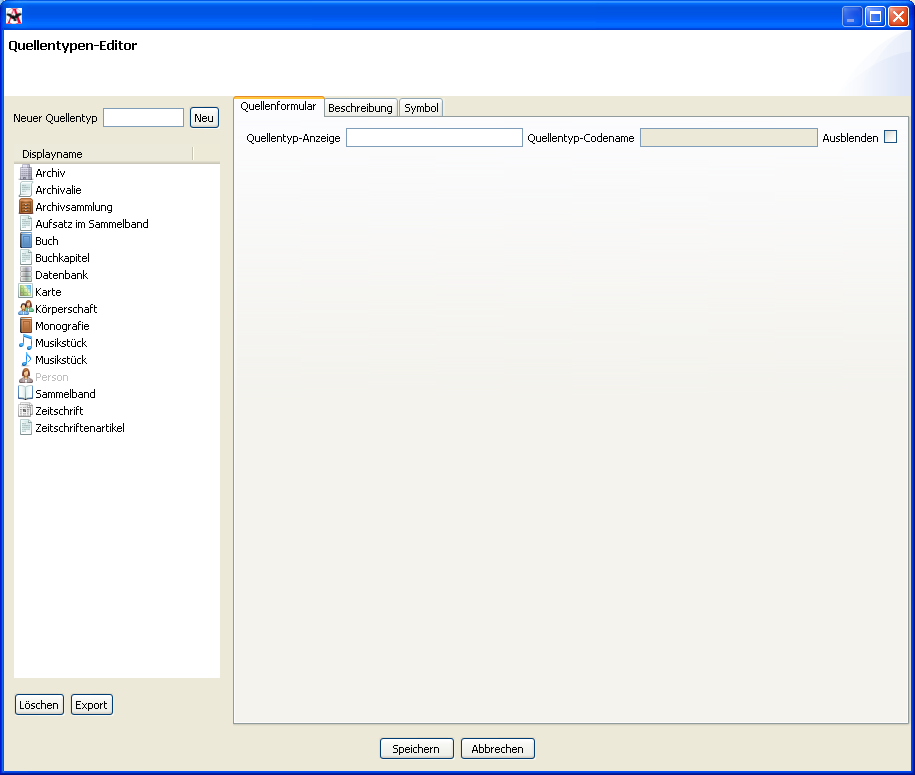 Quellentypen-Editor
Neuer Quellentyp Neu
Displayname
Archiv
Archivalie
Archivsammlung
Aufsatz im Sammelband
Buch
Buchkapitel
Datenbank
Karte
Körperschaft
Monografie
Musikstück
Musikstück
Person
Sammelband
Zeitschrift
Zeitschriftenartikel
Löschen Export
Quellenformular Beschreibung Symbol
Quellentyp-Anzeige Quellentyp-Codename Ausblenden
Speichern Abbrechen